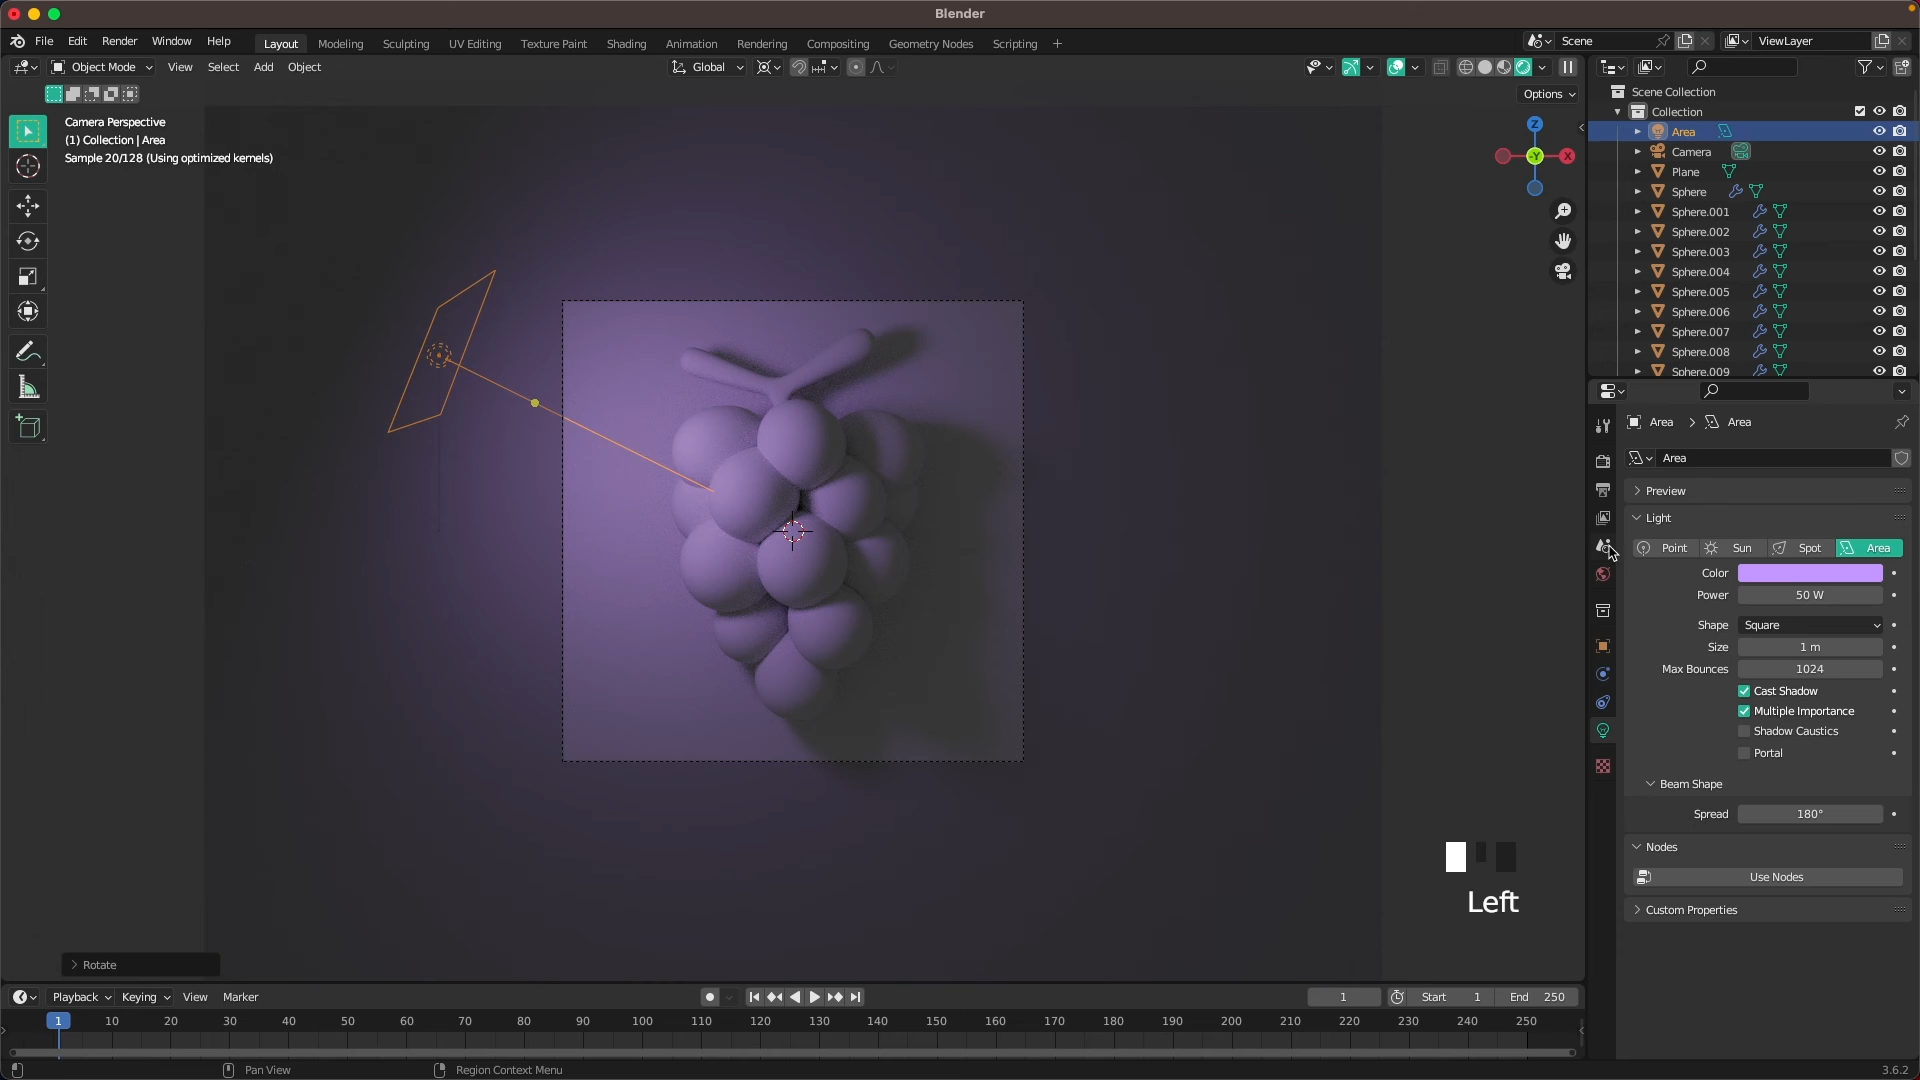 Blender
File Edit Render Window Help
Layout Modeling Sculpting UV Editing Texture Paint Shading Animation Rendering Compositing Geometry Nodes Scripting +
Scene
ViewLayer
Object Mode View Select Add Object
Global
Options
Camera Perspective
(1) Collection | Area
Sample 20/128 (Using optimized kernels)
Z
-Y
X
Scene Collection
Collection
Area
Camera
Plane
Sphere
Sphere.001
Sphere.002
Sphere.003
Sphere.004
Sphere.005
Sphere.006
Sphere.007
Sphere.008
Sphere.009
Area > Area
Area
Preview
Light
Point Sun Spot Area
Color
Power 50 W
Shape Square
Size 1 m
Max Bounces 1024
Cast Shadow
Multiple Importance
Shadow Caustics
Portal
Beam Shape
Spread 180°
Nodes
Use Nodes
Custom Properties
Left
Rotate
Playback Keying View Marker
1 Start 1 End 250
1 10 20 30 40 50 60 70 80 90 100 110 120 130 140 150 160 170 180 190 200 210 220 230 240 250
Pan View
Region Context Menu
3.6.2